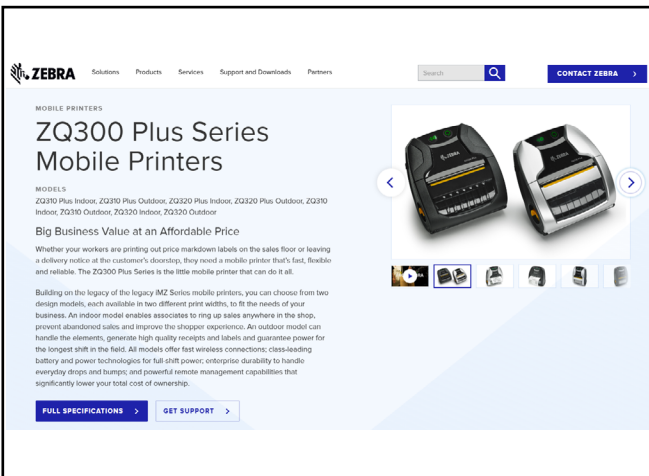 ZEBRA
Solutions Products Services Support and Downloads Partners
Search
CONTACT ZEBRA
MOBILE PRINTERS
ZQ300 Plus Series
Mobile Printers
MODELS
ZQ310 Plus Indoor, ZQ310 Plus Outdoor, ZQ320 Plus Indoor, ZQ320 Plus Outdoor, ZQ310
Indoor, ZQ310 Outdoor, ZQ320 Indoor, ZQ320 Outdoor
Big Business Value at an Affordable Price
Whether your workers are printing out price markdown labels on the sales floor or leaving
a delivery notice at the customer's doorstep, they need a mobile printer that's fast, flexible
and reliable. The ZQ300 Plus Series is the little mobile printer that can do it all.
Building on the legacy of the legacy iMZ Series mobile printers, you can choose from two
design models, each available in two different print widths, to fit the needs of your
business. An indoor model enables associates to ring up sales anywhere in the shop,
prevent abandoned sales and improve the shopper experience. An outdoor model can
handle the elements, generate high quality receipts and labels and guarantee power for
the longest shift in the field. All models offer fast wireless connections; class-leading
battery and power technologies for full-shift power; enterprise durability to handle
everyday drops and bumps; and powerful remote management capabilities that
significantly lower your total cost of ownership.
FULL SPECIFICATIONS
GET SUPPORT
ZEBRA
ZEBRA